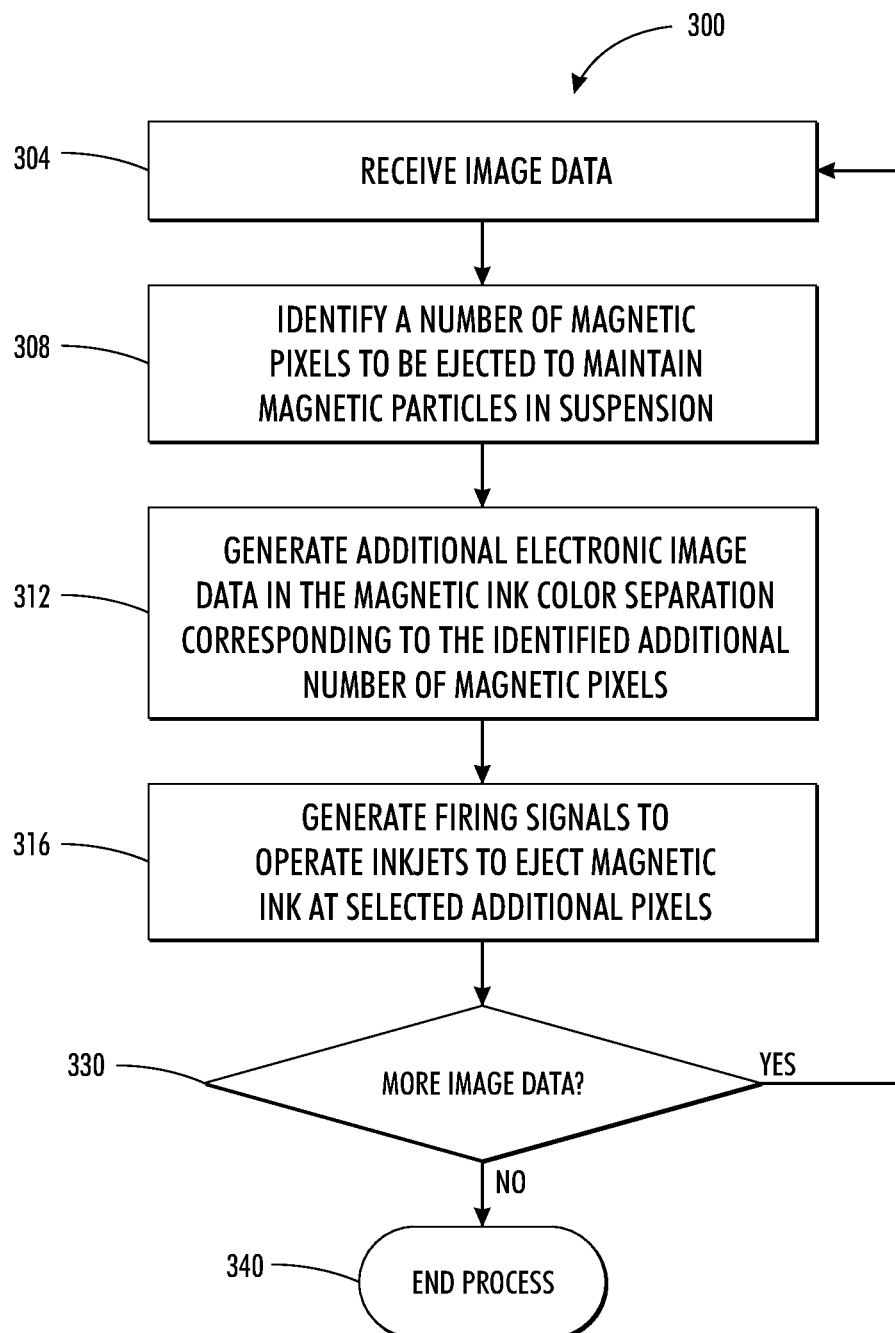 300
304
RECEIVE IMAGE DATA
308
IDENTIFY A NUMBER OF MAGNETIC
PIXELS TO BE EJECTED TO MAINTAIN
MAGNETIC PARTICLES IN SUSPENSION
312
GENERATE ADDITIONAL ELECTRONIC IMAGE
DATA IN THE MAGNETIC INK COLOR SEPARATION
CORRESPONDING TO THE IDENTIFIED ADDITIONAL
NUMBER OF MAGNETIC PIXELS
316
GENERATE FIRING SIGNALS TO
OPERATE INKJETS TO EJECT MAGNETIC
INK AT SELECTED ADDITIONAL PIXELS
330
MORE IMAGE DATA?
YES
NO
340
END PROCESS